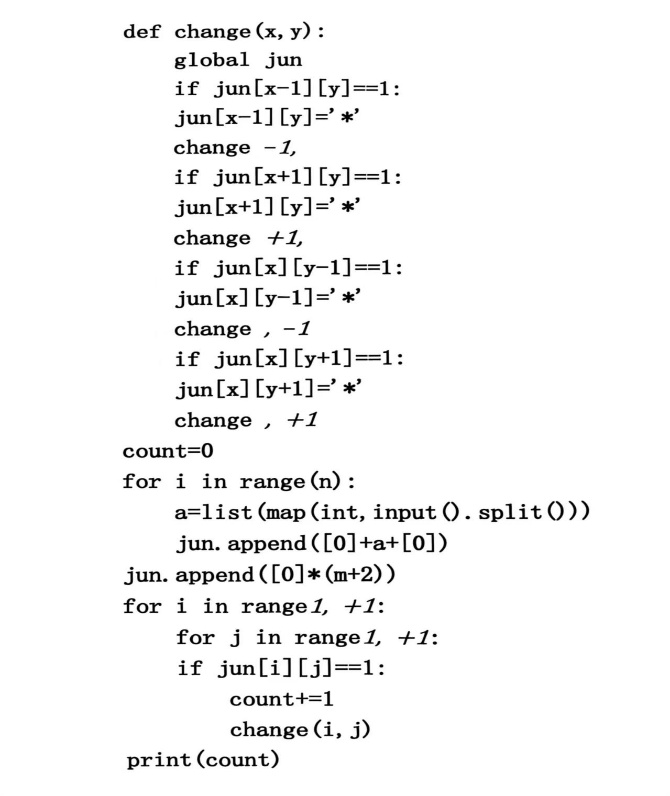 def change(x,y):
    global jun
    if jun[x-1][y]==1:
    jun[x-1][y]='*'
    change -1,
    if jun[x+1][y]==1:
    jun[x+1][y]='*'
    change +1,
    if jun[x][y-1]==1:
    jun[x][y-1]='*'
    change , -1
    if jun[x][y+1]==1:
    jun[x][y+1]='*'
    change , +1
count=0
for i in range(n):
    a=list(map(int,input().split()))
    jun.append([0]+a+[0])
jun.append([0]*(m+2))
for i in range1, +1:
    for j in range1, +1:
    if jun[i][j]==1:
        count+=1
        change(i,j)
print(count)